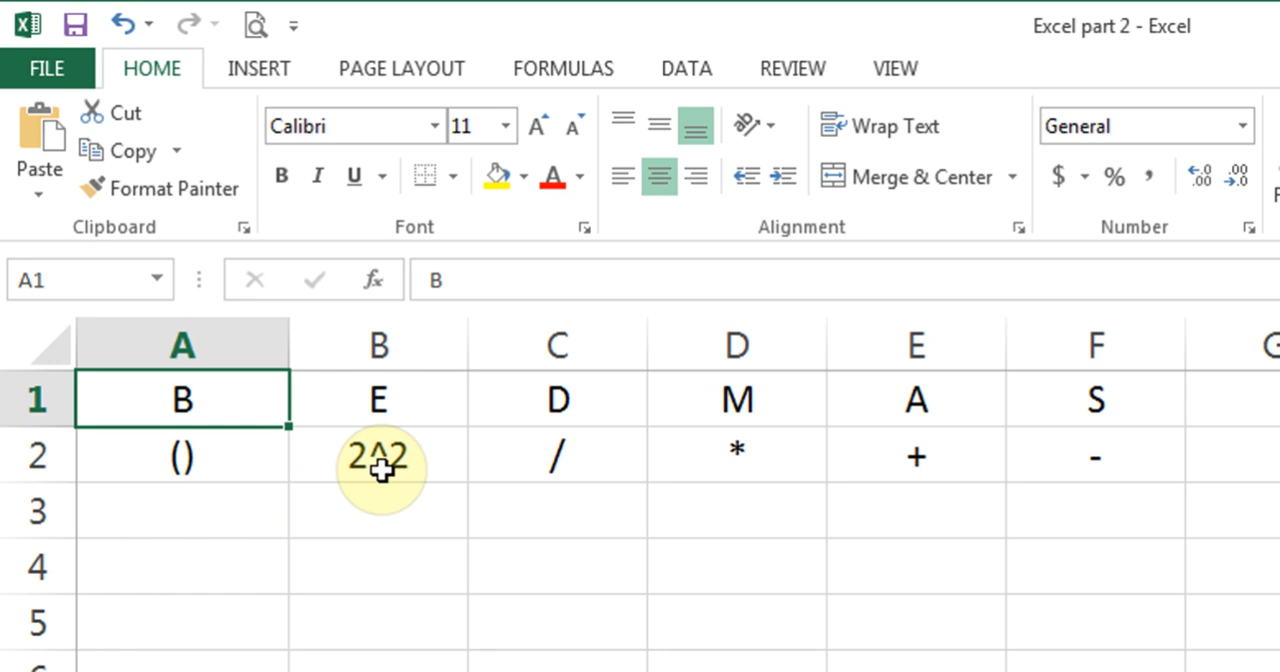 Excel part 2 - Excel
FILE HOME INSERT PAGE LAYOUT FORMULAS DATA REVIEW VIEW
Paste
Cut
Copy
Format Painter
Clipboard
Calibri 11
B I U
Font
Wrap Text
Merge & Center
Alignment
General
$ % ,
Number
A1 fx B
A B C D E F G
1 B E D M A S
2 () 2^2 / * + -
3
4
5